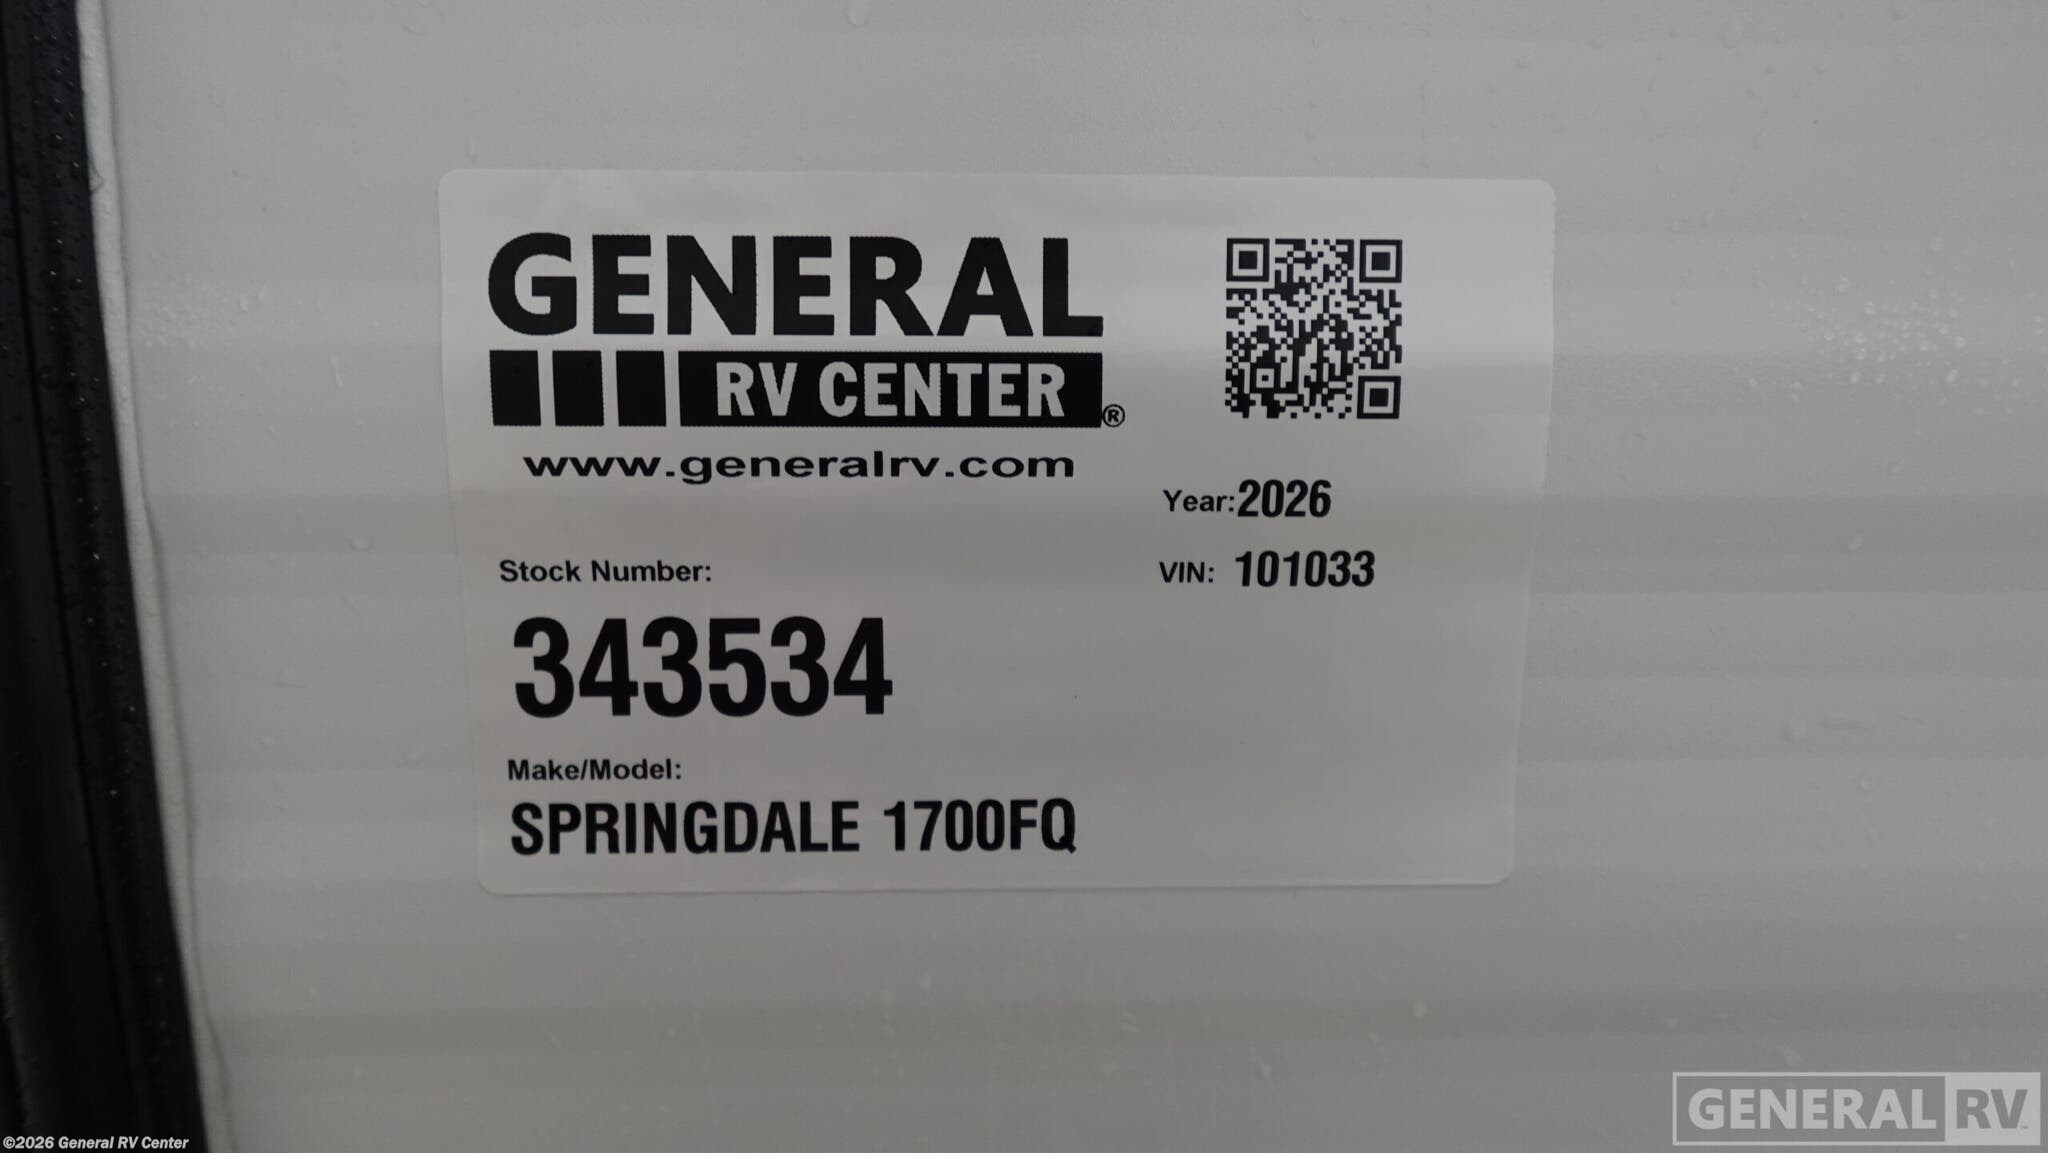 GENERAL
RV CENTER®
www.generalrv.com
Year: 2026
VIN: 101033
Stock Number:
343534
Make/Model:
SPRINGDALE 1700FQ
GENERAL RV™
©2026 General RV Center